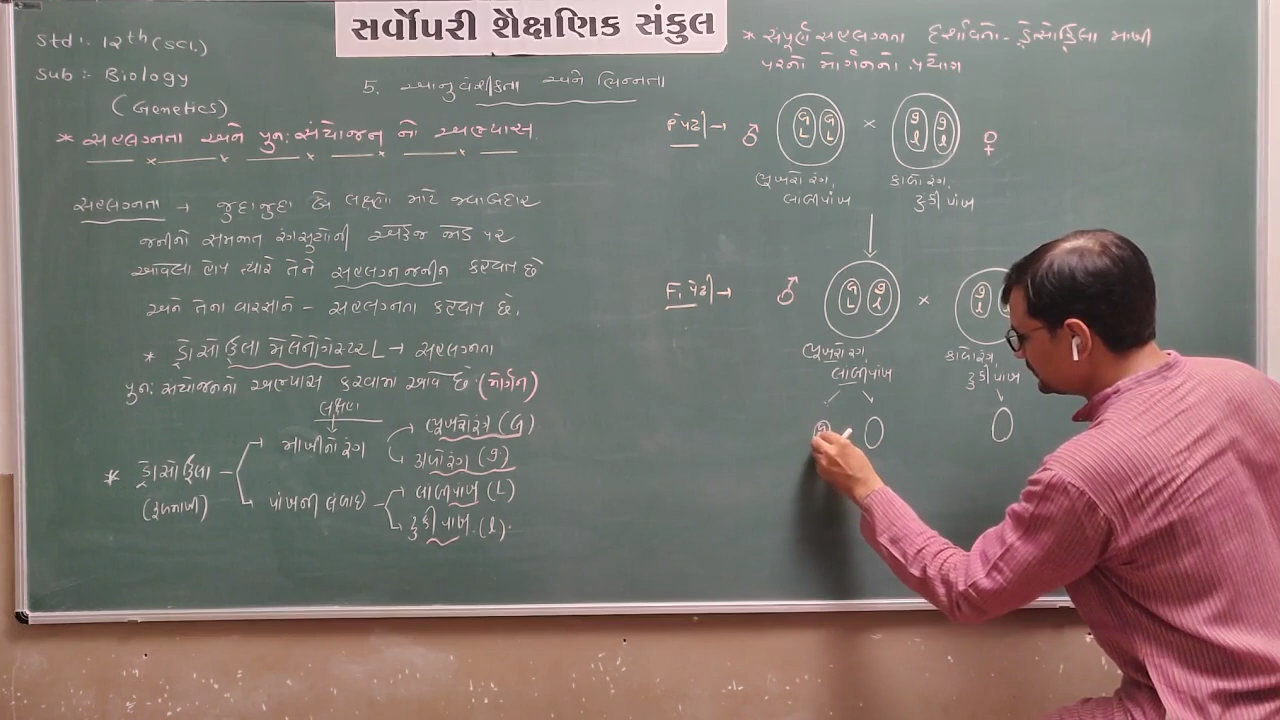 સર્વોપરી શૈક્ષણિક સંકુલ
Std :- 12th (Sci.)
Sub :- Biology
(Genetics)
5. આનુવંશીકતા અને ભિન્નતા
* સહલગ્નતા અને પુન: સંયોજન નો અભ્યાસ.
સહલગ્નતા → જુદાજુદા બે લક્ષણો માટે જવાબદાર
જનીનો સમજાત રંગસુત્રોની એકજ જોડ પર
આવેલા હોય ત્યારે તેને સહલગ્ન જનીન કહેવાય છે
અને તેના વારસાને - સહલગ્નતા કહેવાય છે.
* ડ્રોસોફિલા મેલેનોગેસ્ટર → સહલગ્નતા
પુન: સંયોજનનો અભ્યાસ કરવામાં આવે છે. (મોર્ગન)
લક્ષણ
* ડ્રોસોફિલા
(ફળમાખી)
માખીનો રંગ
ભુખરો રંગ (G)
કાળો રંગ (g)
પાંખની લંબાઇ
લાંબી પાંખ (L)
ટુંકી પાંખ. (l).
* સંપૂર્ણ સહલગ્નતા દર્શાવતો - ડ્રોસોફિલા માખી
પરનો મોર્ગનનો પ્રયોગ
P પેઢી → ♂ G L G L × g l g l ♀
ભુખરો રંગ, કાળો રંગ,
લાંબીપાંખ ટુંકી પાંખ
F₁ પેઢી → ♂ G L g l × g l
ભુખરો રંગ કાળો રંગ,
લાંબીપાંખ ટુંકી પાંખ
G